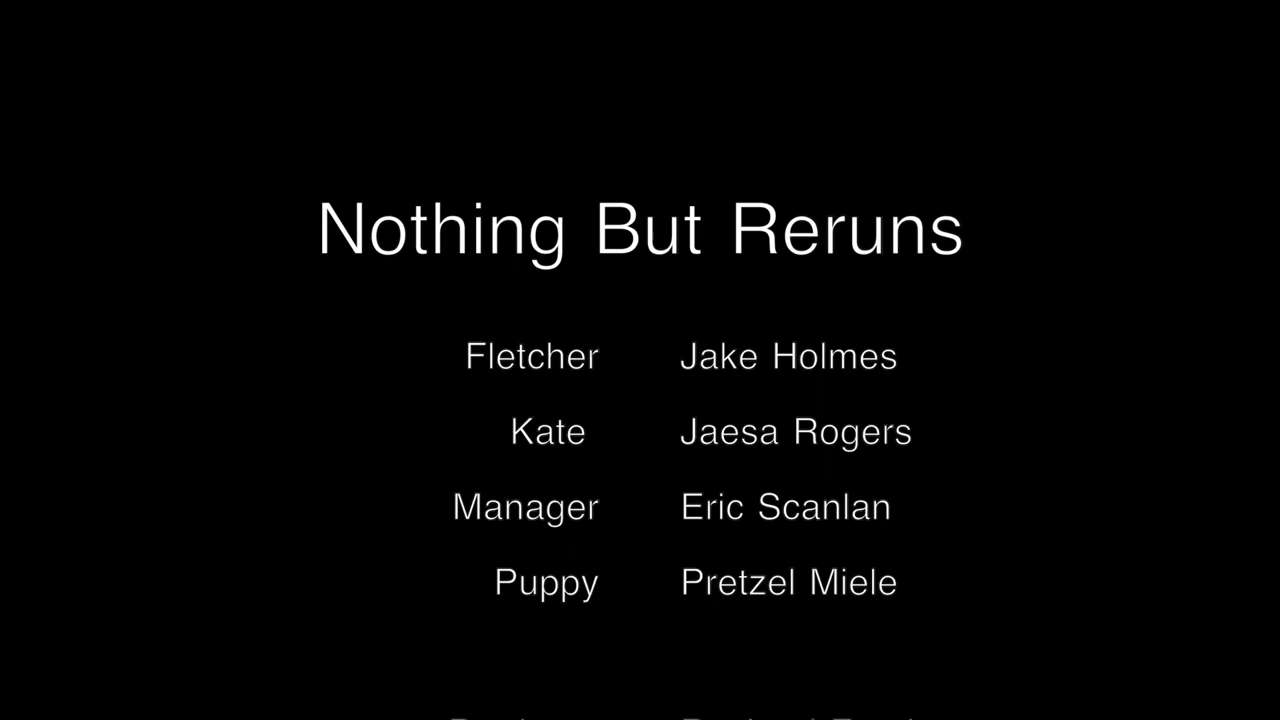 Nothing But Reruns
Fletcher Jake Holmes
Kate Jaesa Rogers
Manager Eric Scanlan
Puppy Pretzel Miele